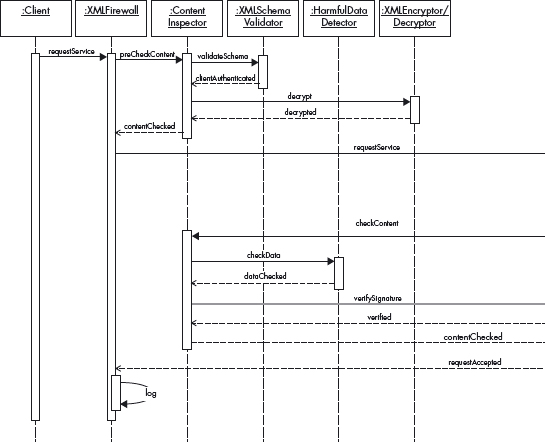 :Client
:XMLFirewall
:Content
Inspector
:XMLSchema
Validator
:HarmfulData
Detector
:XMLEncryptor/
Decryptor
requestService
preCheckContent
validateSchema
clientAuthenticated
decrypt
decrypted
contentChecked
requestService
checkContent
checkData
dataChecked
verifySignature
verified
contentChecked
requestAccepted
log